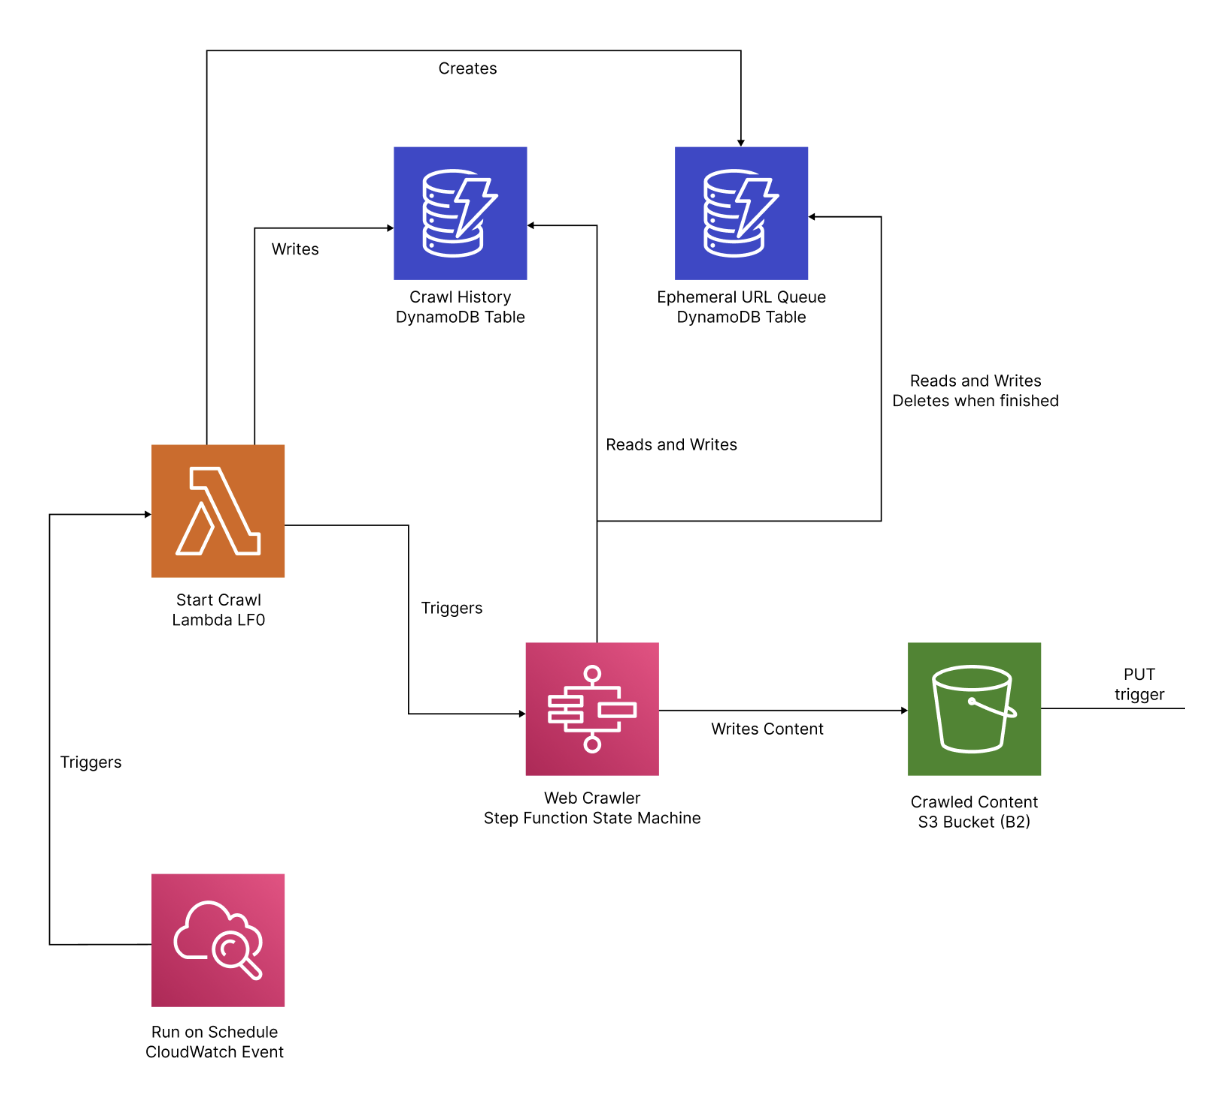 Creates
Writes
Crawl History
DynamoDB Table
Ephemeral URL Queue
DynamoDB Table
Reads and Writes
Deletes when finished
Reads and Writes
Start Crawl
Lambda LF0
Triggers
PUT
trigger
Writes Content
Triggers
Web Crawler
Step Function State Machine
Crawled Content
S3 Bucket (B2)
Run on Schedule
CloudWatch Event